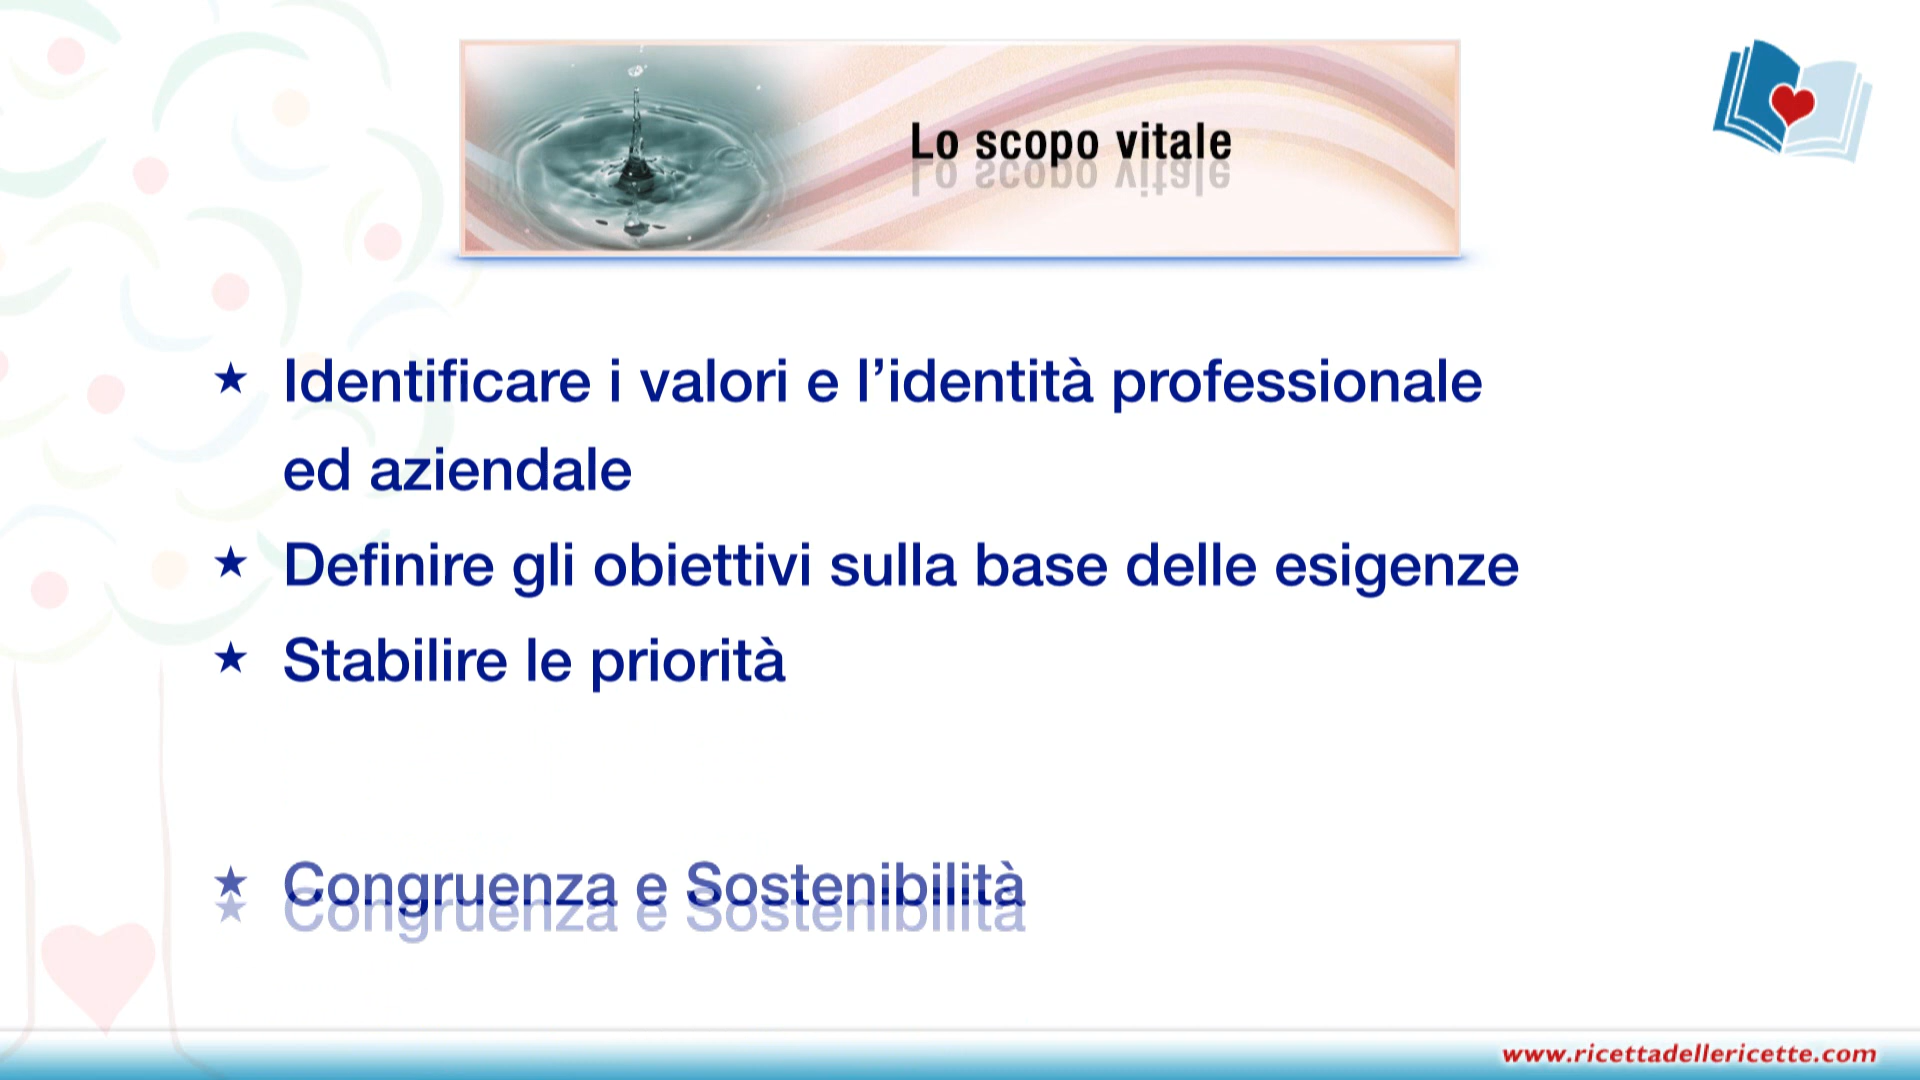 Lo scopo vitale
★ Identificare i valori e l’identità professionale
ed aziendale
★ Definire gli obiettivi sulla base delle esigenze
★ Stabilire le priorità
★ Congruenza e Sostenibilità
www.ricettadellericette.com